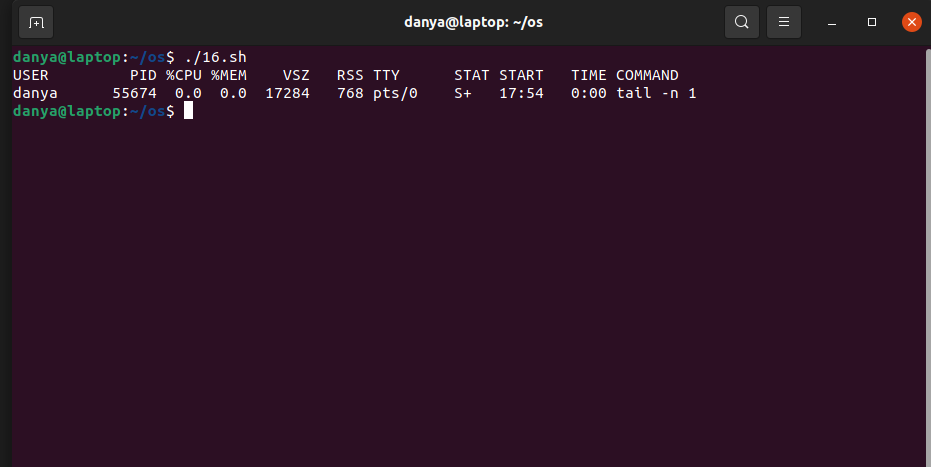 danya@laptop: ~/os
danya@laptop:~/os$ ./16.sh
USER         PID %CPU %MEM    VSZ   RSS TTY      STAT START   TIME COMMAND
danya      55674  0.0  0.0  17284   768 pts/0    S+   17:54   0:00 tail -n 1
danya@laptop:~/os$